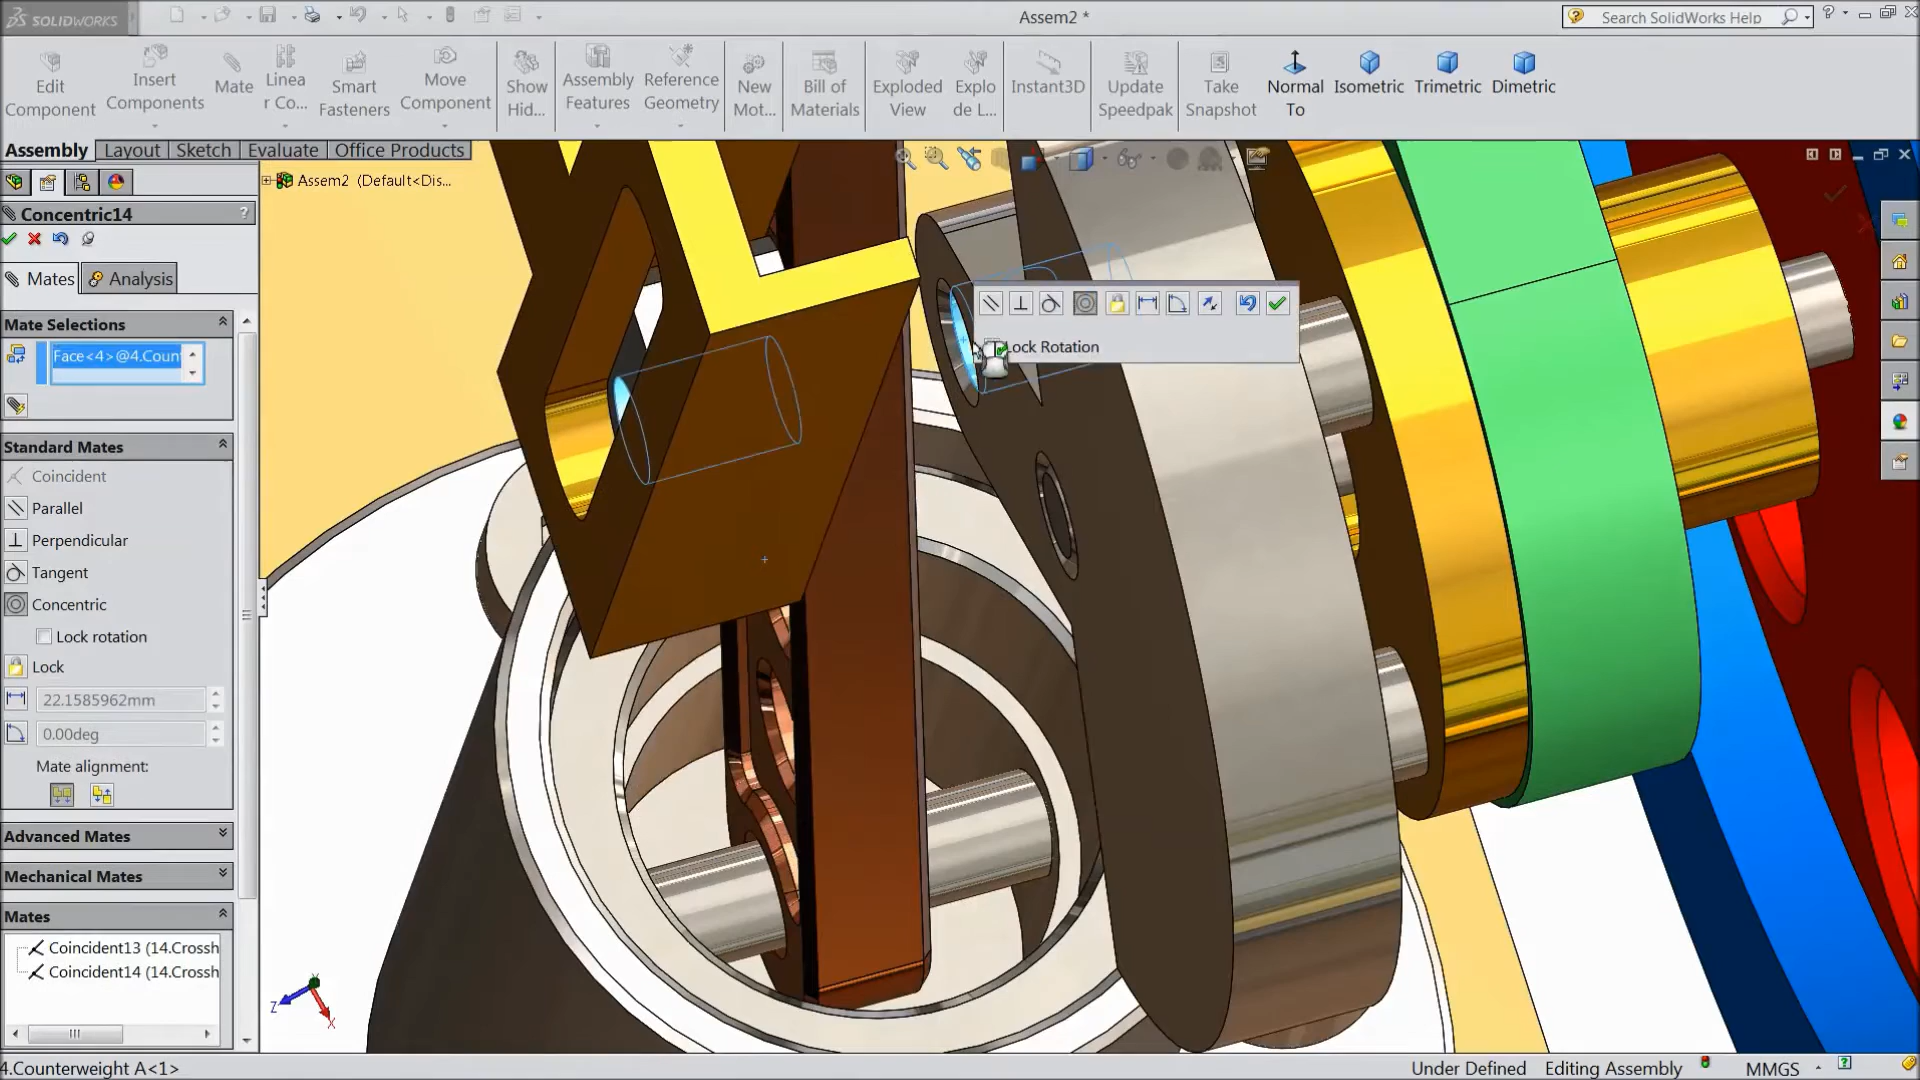 SOLIDWORKS
Assem2 *
Search SolidWorks Help
Edit Component
Insert Components
Mate
Linea r Co...
Smart Fasteners
Move Component
Show Hid...
Assembly Features
Reference Geometry
New Mot...
Bill of Materials
Exploded View
Explo de L...
Instant3D
Update Speedpak
Take Snapshot
Normal To
Isometric
Trimetric
Dimetric
Assembly
Layout
Sketch
Evaluate
Office Products
Assem2 (Default<Dis...
Concentric14
?
Mates
Analysis
Mate Selections
Face<4>@4.Coun
Lock Rotation
Standard Mates
Coincident
Parallel
Perpendicular
Tangent
Concentric
Lock rotation
Lock
22.1585962mm
0.00deg
Mate alignment:
Advanced Mates
Mechanical Mates
Mates
Coincident13 (14.Crossh
Coincident14 (14.Crossh
Y
Z
X
4.Counterweight A<1>
Under Defined
Editing Assembly
MMGS